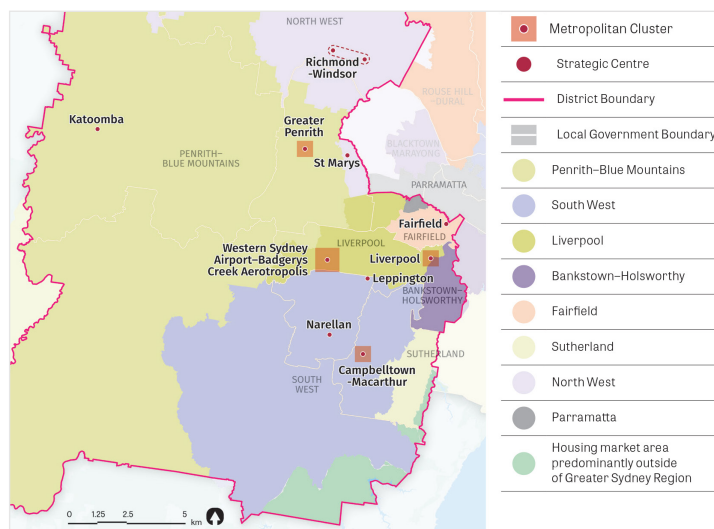 NORTH WEST
Richmond
-Windsor
ROUSE HILL
-DURAL
Katoomba
Greater
Penrith
BLACKTOWN
-MARAYONG
PENRITH–
BLUE MOUNTAINS
St Marys
PARRAMATTA
Fairfield
FAIRFIELD
Western Sydney
Airport–Badgerys
Creek Aerotropolis
LIVERPOOL
Liverpool
Leppington
BANKSTOWN–
HOLSWORTHY
Narellan
SUTHERLAND
Campbelltown
-Macarthur
SOUTH
WEST
0 1.25 2.5 5
km
Metropolitan Cluster
Strategic Centre
District Boundary
Local Government Boundary
Penrith–Blue Mountains
South West
Liverpool
Bankstown–Holsworthy
Fairfield
Sutherland
North West
Parramatta
Housing market area
predominantly outside
of Greater Sydney Region